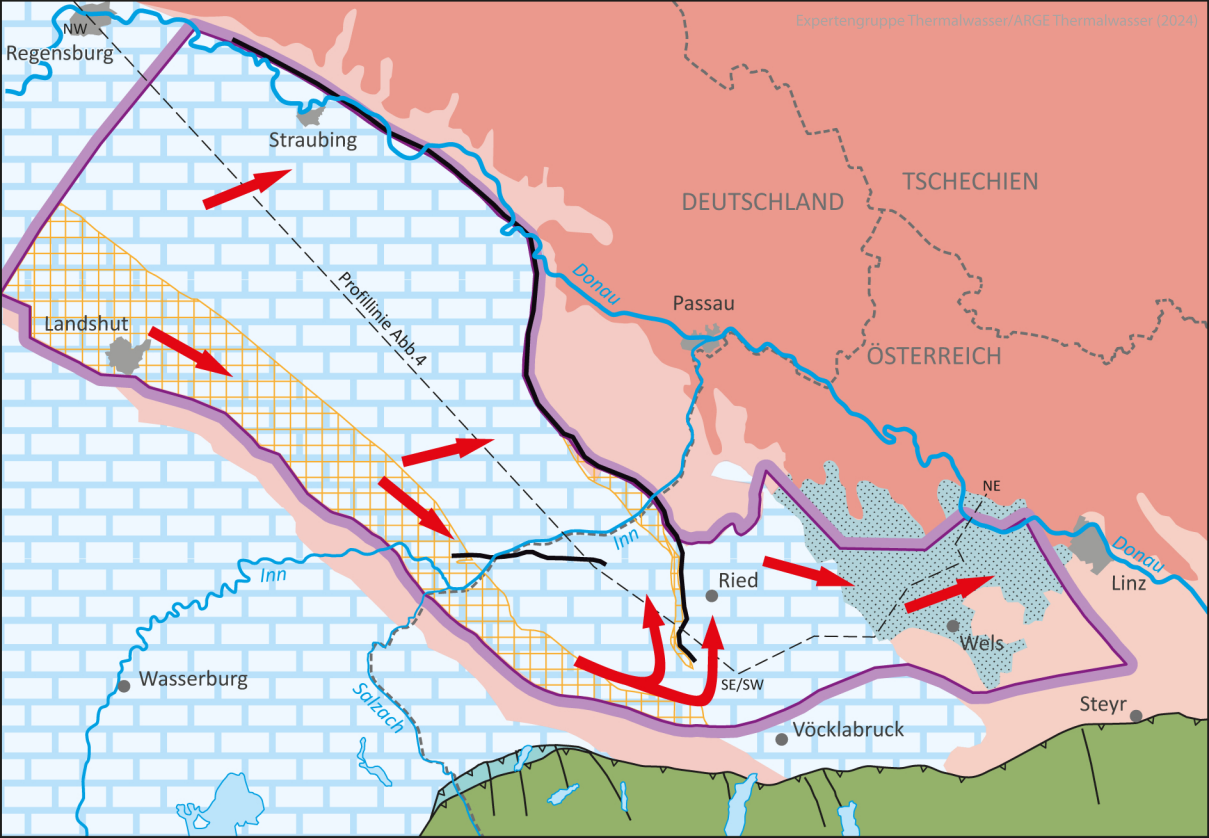 Expertengruppe Thermalwasser/ARGE Thermalwasser (2024)
NW
Regensburg
Straubing
TSCHECHIEN
DEUTSCHLAND
Donau
Profillinie Abb.4
Passau
Landshut
ÖSTERREICH
NE
Inn
Donau
Inn
Ried
Linz
Wels
Wasserburg
SE/SW
Salzach
Steyr
Vöcklabruck